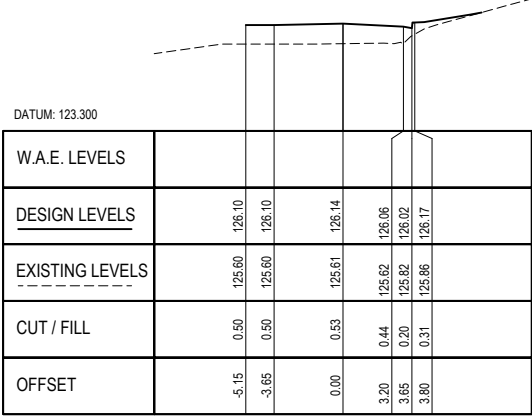 DATUM: 123.300
W.A.E. LEVELS
DESIGN LEVELS 126.10 126.10 126.14 126.06 126.02 126.17
EXISTING LEVELS 125.60 125.60 125.61 125.62 125.82 125.86
CUT / FILL 0.50 0.50 0.53 0.44 0.20 0.31
OFFSET -5.15 -3.65 0.00 3.20 3.65 3.80